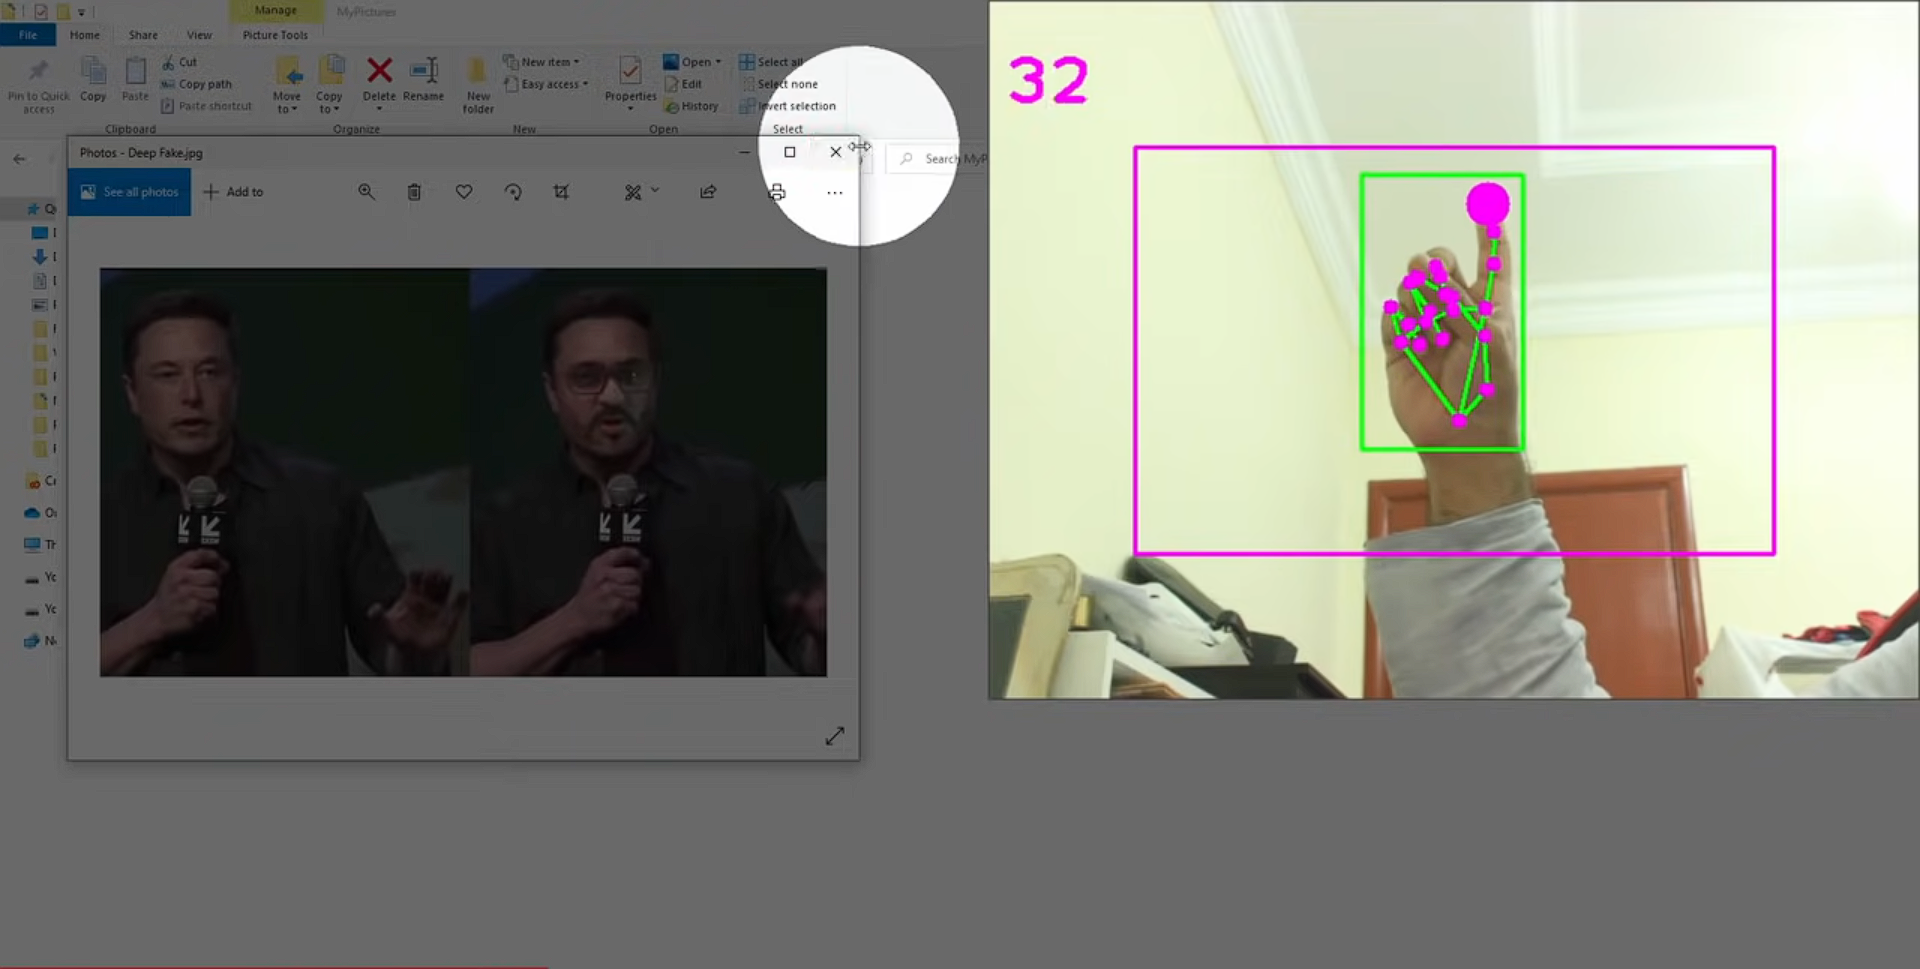 Manage
MyPictures
File
Home
Share
View
Picture Tools
Pin to Quick access
Copy
Paste
Cut
Copy path
Paste shortcut
Move to
Copy to
Delete
Rename
New folder
New item
Easy access
Properties
Open
Edit
History
Select all
Select none
Invert selection
Clipboard
Organize
New
Open
Select
Photos - Deep Fake.jpg
Search MyP
See all photos
Add to
32